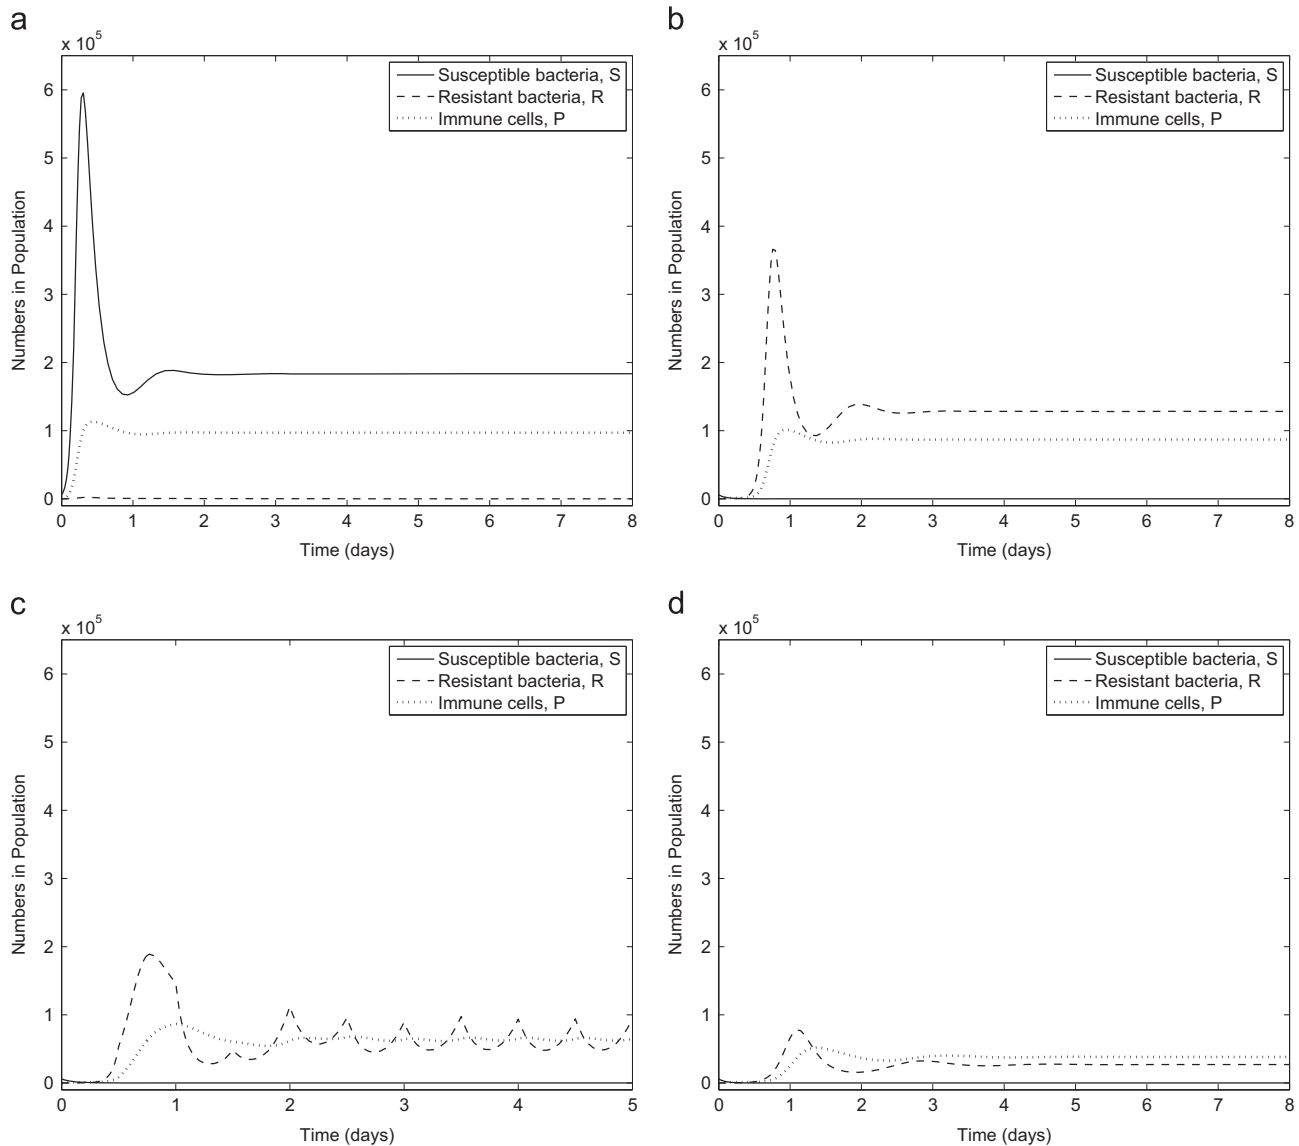 a
x 10^5
Susceptible bacteria, S
Resistant bacteria, R
Immune cells, P
6
5
4
3
2
1
0
Numbers in Population
0 1 2 3 4 5 6 7 8
Time (days)
b
x 10^5
Susceptible bacteria, S
Resistant bacteria, R
Immune cells, P
6
5
4
3
2
1
0
Numbers in Population
0 1 2 3 4 5 6 7 8
Time (days)
c
x 10^5
Susceptible bacteria, S
Resistant bacteria, R
Immune cells, P
6
5
4
3
2
1
0
Numbers in Population
0 1 2 3 4 5
Time (days)
d
x 10^5
Susceptible bacteria, S
Resistant bacteria, R
Immune cells, P
6
5
4
3
2
1
0
Numbers in Population
0 1 2 3 4 5 6 7 8
Time (days)